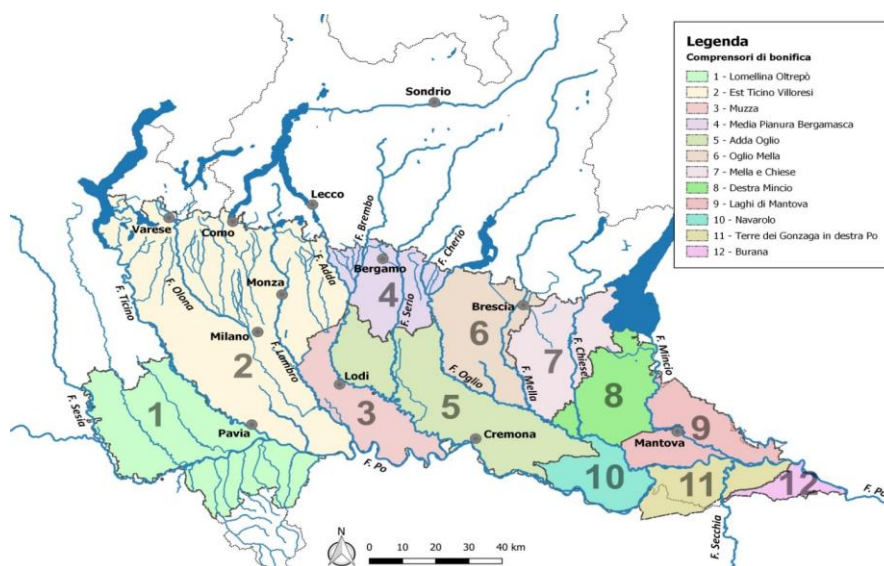 Legenda
Comprensori di bonifica
1 - Lomellina Oltrepò
2 - Est Ticino Villoresi
3 - Muzza
4 - Media Pianura Bergamasca
5 - Adda Oglio
6 - Oglio Mella
7 - Mella e Chiese
8 - Destra Mincio
9 - Laghi di Mantova
10 - Navarolo
11 - Terre dei Gonzaga in destra Po
12 - Burana
Sondrio
Lecco
F. Brembo
Varese
Como
F. Cherio
F. Adda
Bergamo
F. Ticino
F. Olona
Monza
4
F. Serio
Brescia
Milano
6
7
F. Chiese
F. Mincio
2
F. Lambro
Lodi
F. Oglio
F. Mella
8
F. Sesia
1
3
5
9
Pavia
Cremona
Mantova
F. Po
10
11
12
F. Po
F. Secchia
N
0 10 20 30 40 km